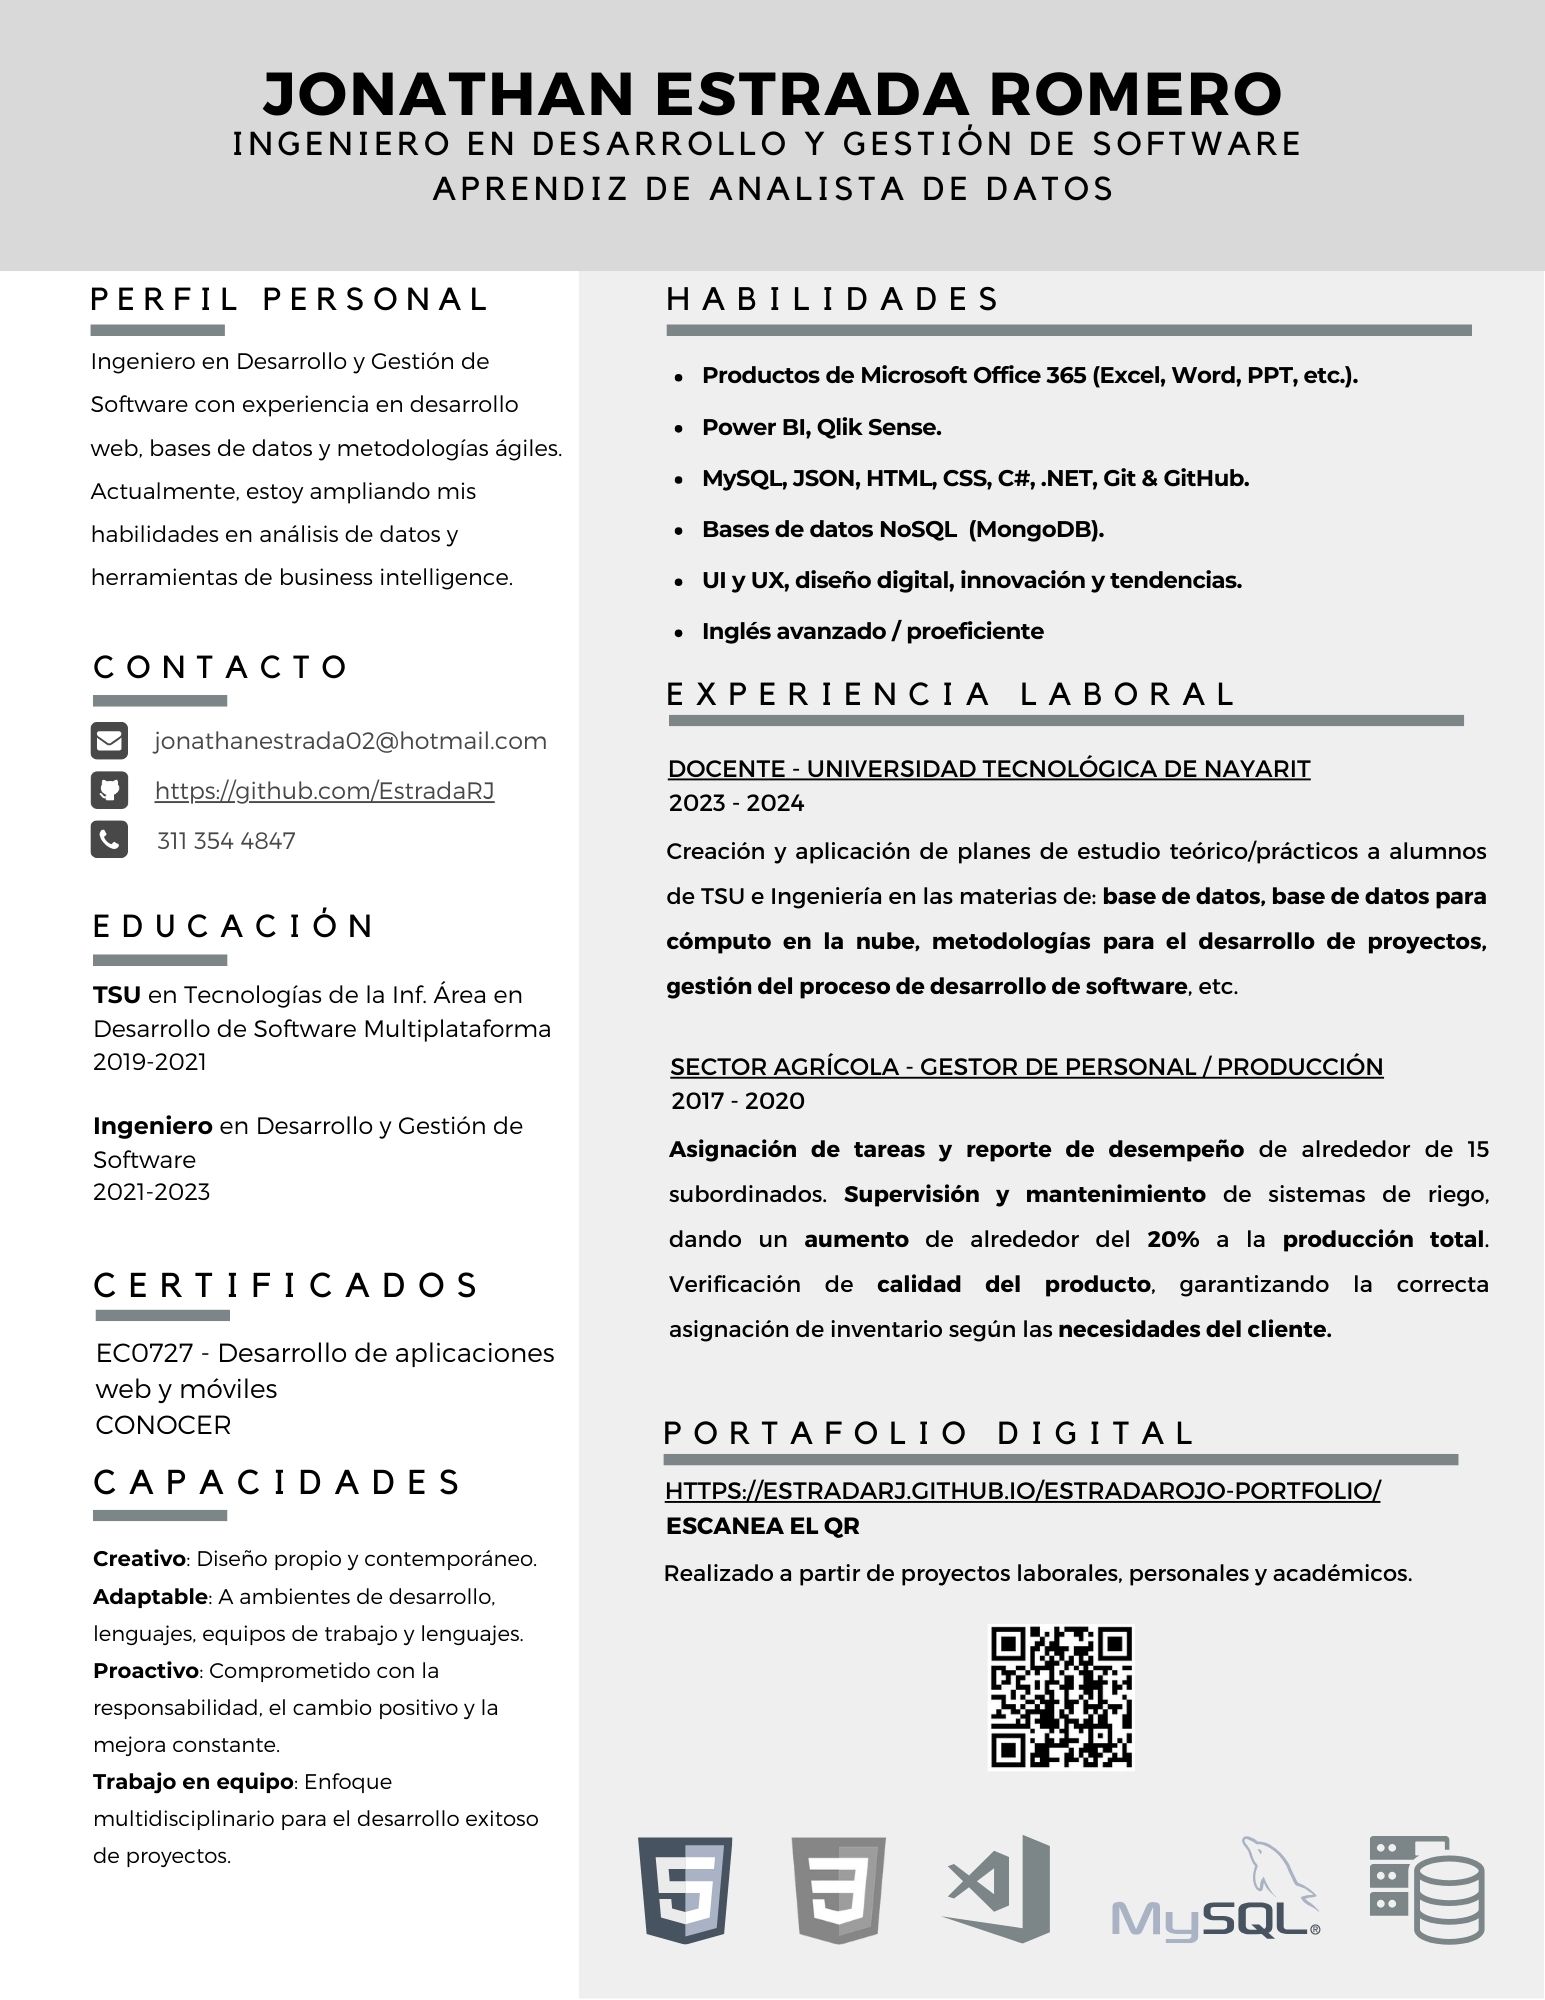 JONATHAN ESTRADA ROMERO
INGENIERO EN DESARROLLO Y GESTIÓN DE SOFTWARE
APRENDIZ DE ANALISTA DE DATOS
PERFIL PERSONAL
Ingeniero en Desarrollo y Gestión de
Software con experiencia en desarrollo
web, bases de datos y metodologías ágiles.
Actualmente, estoy ampliando mis
habilidades en análisis de datos y
herramientas de business intelligence.
CONTACTO
jonathanestrada02@hotmail.com
https://github.com/EstradaRJ
311 354 4847
EDUCACIÓN
TSU en Tecnologías de la Inf. Área en
Desarrollo de Software Multiplataforma
2019-2021
Ingeniero en Desarrollo y Gestión de
Software
2021-2023
CERTIFICADOS
EC0727 - Desarrollo de aplicaciones
web y móviles
CONOCER
CAPACIDADES
Creativo: Diseño propio y contemporáneo.
Adaptable: A ambientes de desarrollo,
lenguajes, equipos de trabajo y lenguajes.
Proactivo: Comprometido con la
responsabilidad, el cambio positivo y la
mejora constante.
Trabajo en equipo: Enfoque
multidisciplinario para el desarrollo exitoso
de proyectos.
HABILIDADES
• Productos de Microsoft Office 365 (Excel, Word, PPT, etc.).
• Power BI, Qlik Sense.
• MySQL, JSON, HTML, CSS, C#, .NET, Git & GitHub.
• Bases de datos NoSQL (MongoDB).
• UI y UX, diseño digital, innovación y tendencias.
• Inglés avanzado / proeficiente
EXPERIENCIA LABORAL
DOCENTE - UNIVERSIDAD TECNOLÓGICA DE NAYARIT
2023 - 2024
Creación y aplicación de planes de estudio teórico/prácticos a alumnos
de TSU e Ingeniería en las materias de: base de datos, base de datos para
cómputo en la nube, metodologías para el desarrollo de proyectos,
gestión del proceso de desarrollo de software, etc.
SECTOR AGRÍCOLA - GESTOR DE PERSONAL / PRODUCCIÓN
2017 - 2020
Asignación de tareas y reporte de desempeño de alrededor de 15
subordinados. Supervisión y mantenimiento de sistemas de riego,
dando un aumento de alrededor del 20% a la producción total.
Verificación de calidad del producto, garantizando la correcta
asignación de inventario según las necesidades del cliente.
PORTAFOLIO DIGITAL
HTTPS://ESTRADARJ.GITHUB.IO/ESTRADAROJO-PORTFOLIO/
ESCANEA EL QR
Realizado a partir de proyectos laborales, personales y académicos.
MySQL®